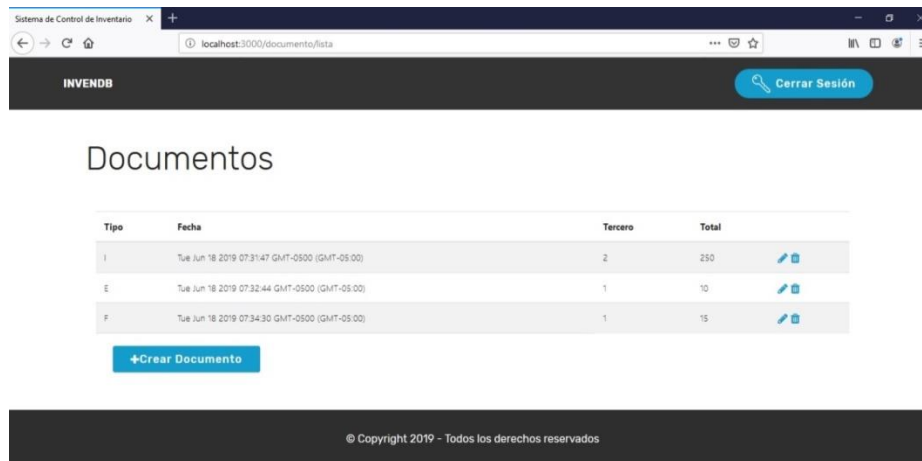 Sistema de Control de Inventario
localhost:3000/documento/lista
INVENDB
Cerrar Sesión
Documentos
Tipo Fecha Tercero Total
I Tue Jun 18 2019 07:31:47 GMT-0500 (GMT-05:00) 2 250
E Tue Jun 18 2019 07:32:44 GMT-0500 (GMT-05:00) 1 10
F Tue Jun 18 2019 07:34:30 GMT-0500 (GMT-05:00) 1 15
+Crear Documento
© Copyright 2019 - Todos los derechos reservados